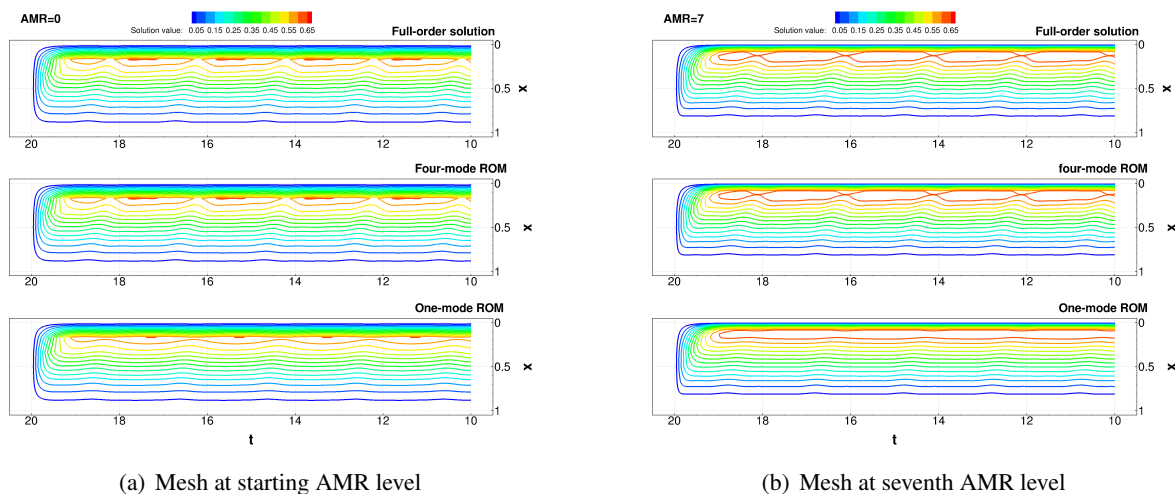 AMR=0
Solution value: 0.05 0.15 0.25 0.35 0.45 0.55 0.65
Full-order solution
0
0.5
x
1
20 18 16 14 12 10
Four-mode ROM
0
0.5
x
1
20 18 16 14 12 10
One-mode ROM
0
0.5
x
1
20 18 16 14 12 10
t
(a) Mesh at starting AMR level
AMR=7
Solution value: 0.05 0.15 0.25 0.35 0.45 0.55 0.65
Full-order solution
0
0.5
x
1
20 18 16 14 12 10
four-mode ROM
0
0.5
x
1
20 18 16 14 12 10
One-mode ROM
0
0.5
x
1
20 18 16 14 12 10
t
(b) Mesh at seventh AMR level